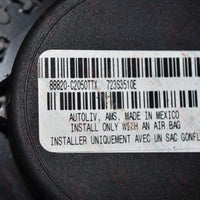 88820-C2050TTX 723S3510E
AUTOLIV, AMS, MADE IN MEXICO
INSTALL ONLY WITH AN AIR BAG
INSTALLER UNIQUEMENT AVEC UN SAC GONFL